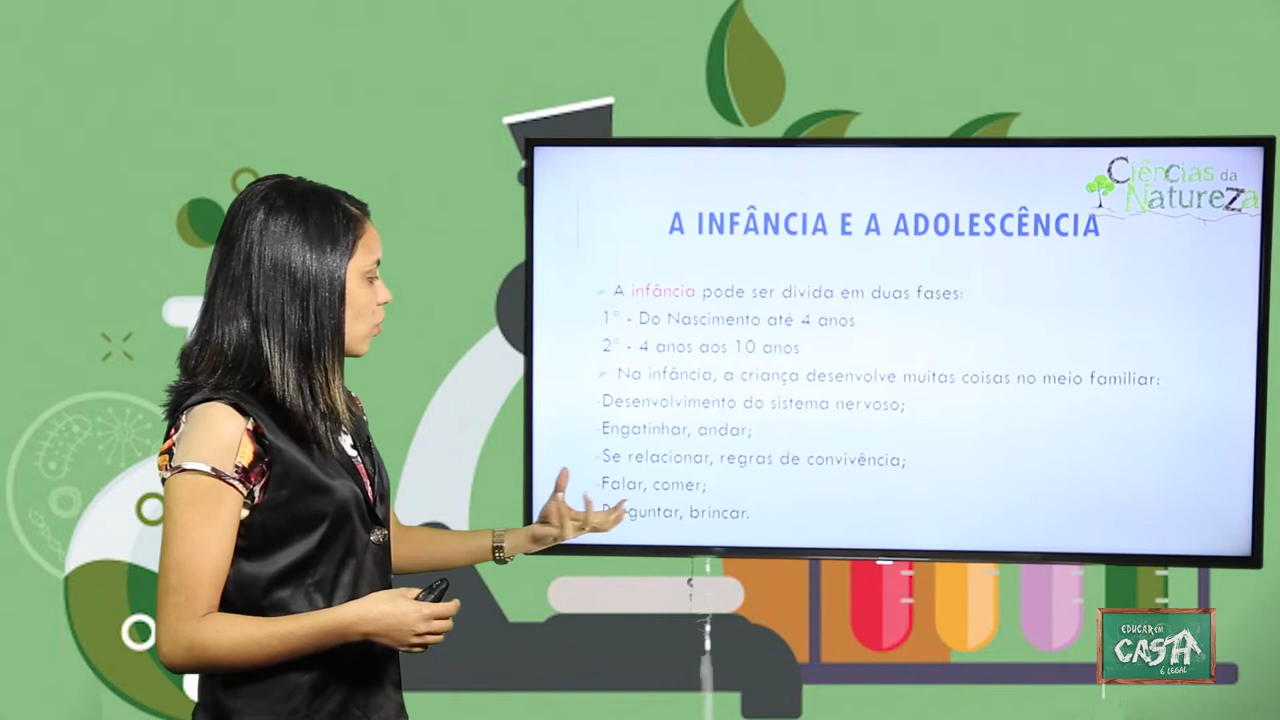 Ciências da
Natureza
A INFÂNCIA E A ADOLESCÊNCIA
A infância pode ser divida em duas fases:
1° - Do Nascimento até 4 anos
2° - 4 anos aos 10 anos
Na infância, a criança desenvolve muitas coisas no meio familiar:
-Desenvolvimento do sistema nervoso;
-Engatinhar, andar;
-Se relacionar, regras de convivência;
-Falar, comer;
-Perguntar, brincar.
EDUCAR EM
CASA
É LEGAL